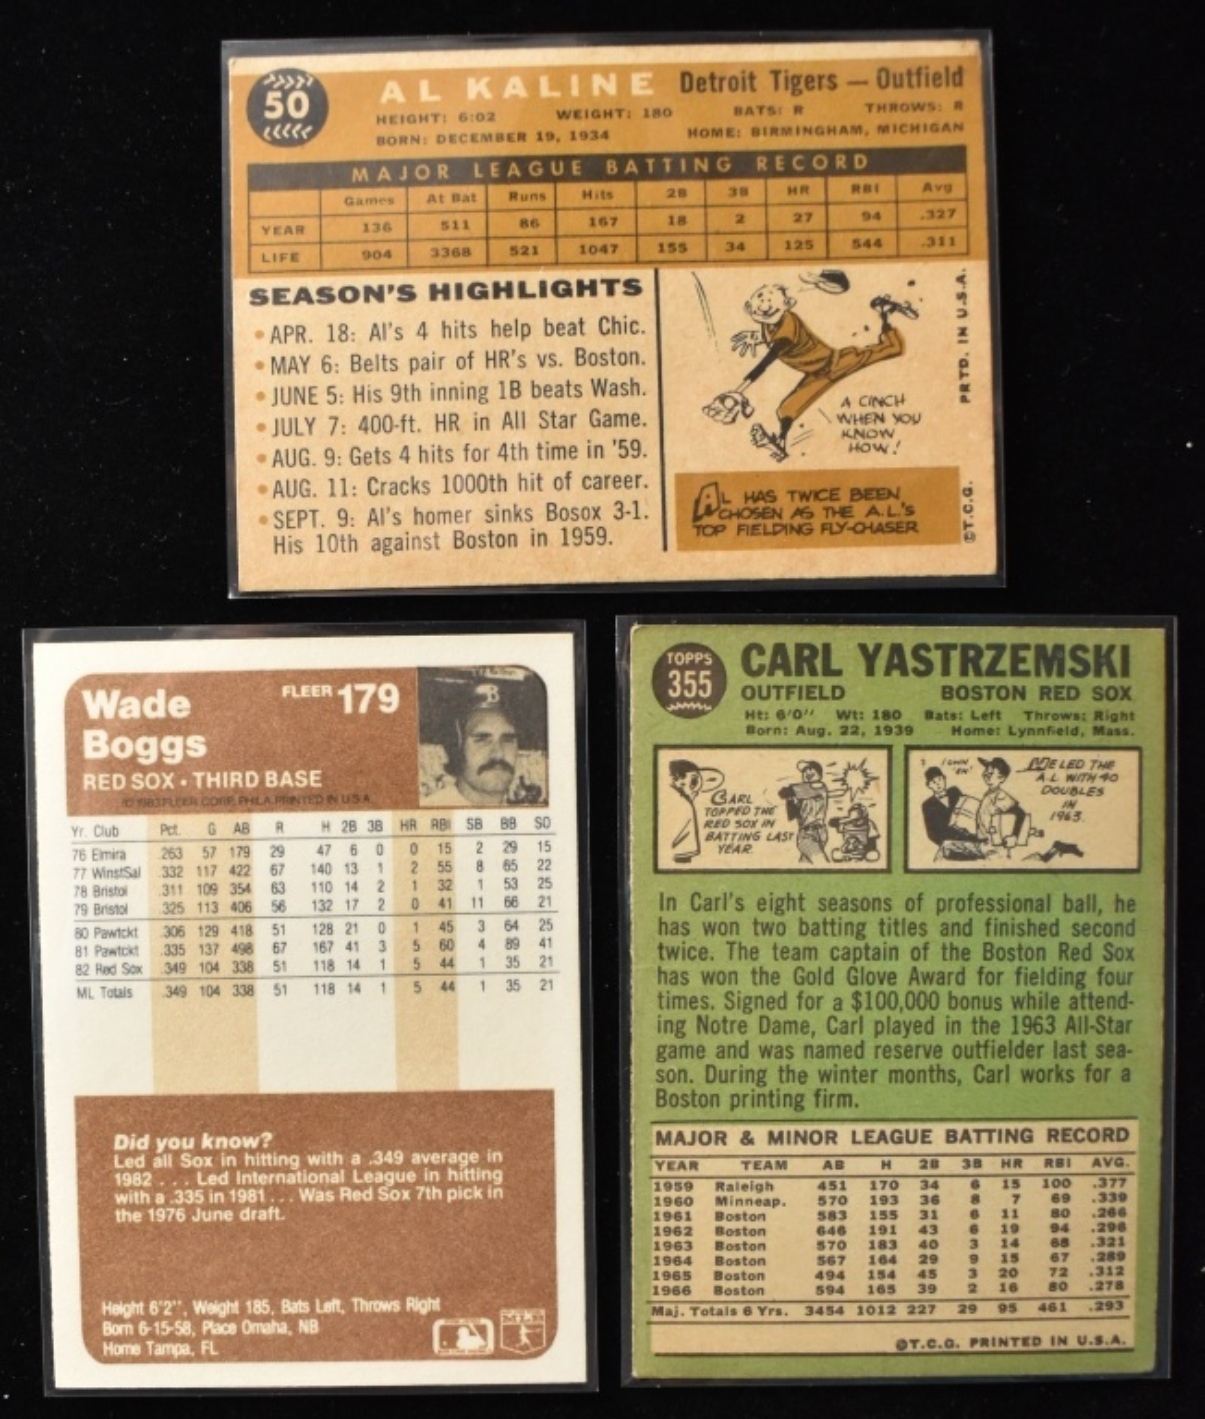 50
AL KALINE Detroit Tigers — Outfield
HEIGHT: 6:02 WEIGHT: 180 BATS: R THROWS: R
BORN: DECEMBER 19, 1934 HOME: BIRMINGHAM, MICHIGAN
MAJOR LEAGUE BATTING RECORD
Games At Bat Runs Hits 2B 3B HR RBI Avg
YEAR 136 511 86 167 18 2 27 94 .327
LIFE 904 3368 521 1047 155 34 125 544 .311
SEASON'S HIGHLIGHTS
• APR. 18: Al's 4 hits help beat Chic.
• MAY 6: Belts pair of HR's vs. Boston.
• JUNE 5: His 9th inning 1B beats Wash.
• JULY 7: 400-ft. HR in All Star Game.
• AUG. 9: Gets 4 hits for 4th time in '59.
• AUG. 11: Cracks 1000th hit of career.
• SEPT. 9: Al's homer sinks Bosox 3-1.
His 10th against Boston in 1959.
A CINCH
WHEN YOU
KNOW
HOW!
AL HAS TWICE BEEN
CHOSEN AS THE A.L.'S
TOP FIELDING FLY-CHASER
©T.C.G. PRTD. IN U.S.A.
Wade
Boggs
FLEER 179
B
RED SOX • THIRD BASE
© 1983 FLEER CORP. PHILA. PRINTED IN U.S.A.
Yr. Club Pct. G AB R H 2B 3B HR RBI SB BB SO
76 Elmira .263 57 179 29 47 6 0 0 15 2 29 15
77 WinstSal .332 117 422 67 140 13 1 2 55 8 65 22
78 Bristol .311 109 354 63 110 14 2 1 32 1 53 25
79 Bristol .325 113 406 56 132 17 2 0 41 11 66 21
80 Pawtckt .306 129 418 51 128 21 0 1 45 3 64 25
81 Pawtckt .335 137 498 67 167 41 3 5 60 4 89 41
82 Red Sox .349 104 338 51 118 14 1 5 44 1 35 21
ML Totals .349 104 338 51 118 14 1 5 44 1 35 21
Did you know?
Led all Sox in hitting with a .349 average in
1982 . . . Led International League in hitting
with a .335 in 1981 . . . Was Red Sox 7th pick in
the 1976 June draft.
Height 6'2", Weight 185, Bats Left, Throws Right
Born 6-15-58, Place Omaha, NB
Home Tampa, FL
TOPPS
355
CARL YASTRZEMSKI
OUTFIELD BOSTON RED SOX
Ht: 6'0" Wt: 180 Bats: Left Throws: Right
Born: Aug. 22, 1939 Home: Lynnfield, Mass.
CARL
TOPPED THE
RED SOX IN
BATTING LAST
YEAR.
I OWN
'EM!
HE LED THE
A.L. WITH 40
DOUBLES
IN
1963.
In Carl's eight seasons of professional ball, he
has won two batting titles and finished second
twice. The team captain of the Boston Red Sox
has won the Gold Glove Award for fielding four
times. Signed for a $100,000 bonus while attend-
ing Notre Dame, Carl played in the 1963 All-Star
game and was named reserve outfielder last sea-
son. During the winter months, Carl works for a
Boston printing firm.
MAJOR & MINOR LEAGUE BATTING RECORD
YEAR TEAM AB H 2B 3B HR RBI AVG.
1959 Raleigh 451 170 34 6 15 100 .377
1960 Minneap. 570 193 36 8 7 69 .339
1961 Boston 583 155 31 6 11 80 .266
1962 Boston 646 191 43 6 19 94 .296
1963 Boston 570 183 40 3 14 68 .321
1964 Boston 567 164 29 9 15 67 .289
1965 Boston 494 154 45 3 20 72 .312
1966 Boston 594 165 39 2 16 80 .278
Maj. Totals 6 Yrs. 3454 1012 227 29 95 461 .293
©T.C.G. PRINTED IN U.S.A.